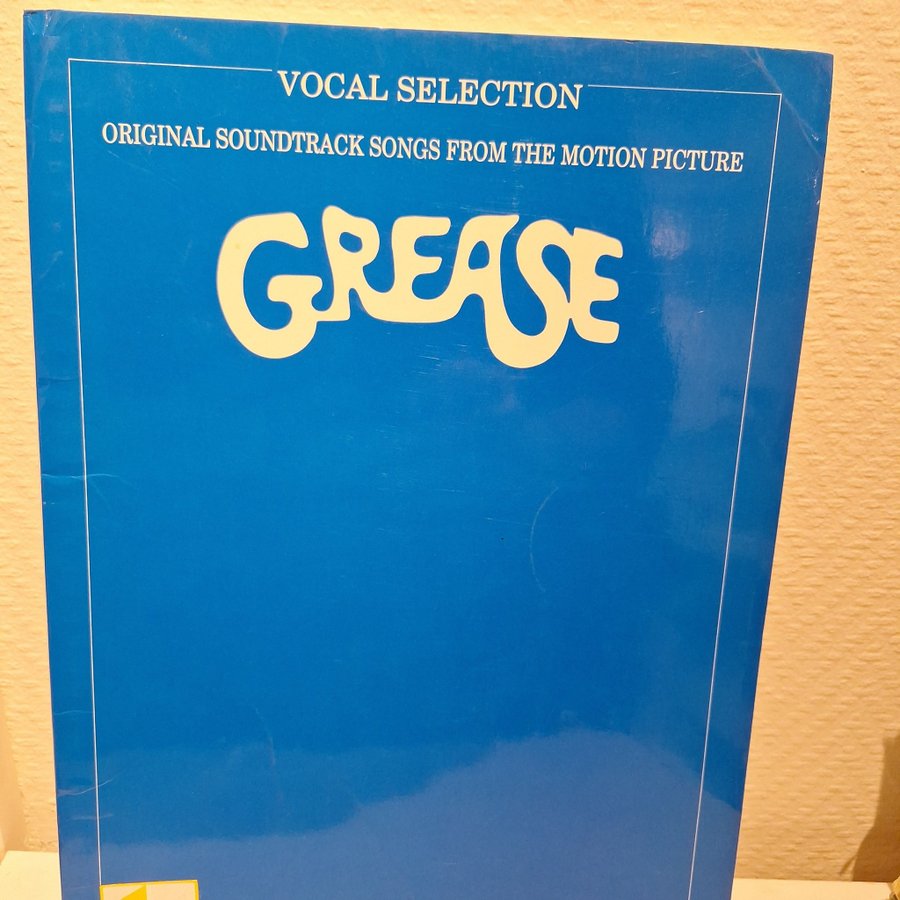 VOCAL SELECTION
ORIGINAL SOUNDTRACK SONGS FROM THE MOTION PICTURE
GREASE